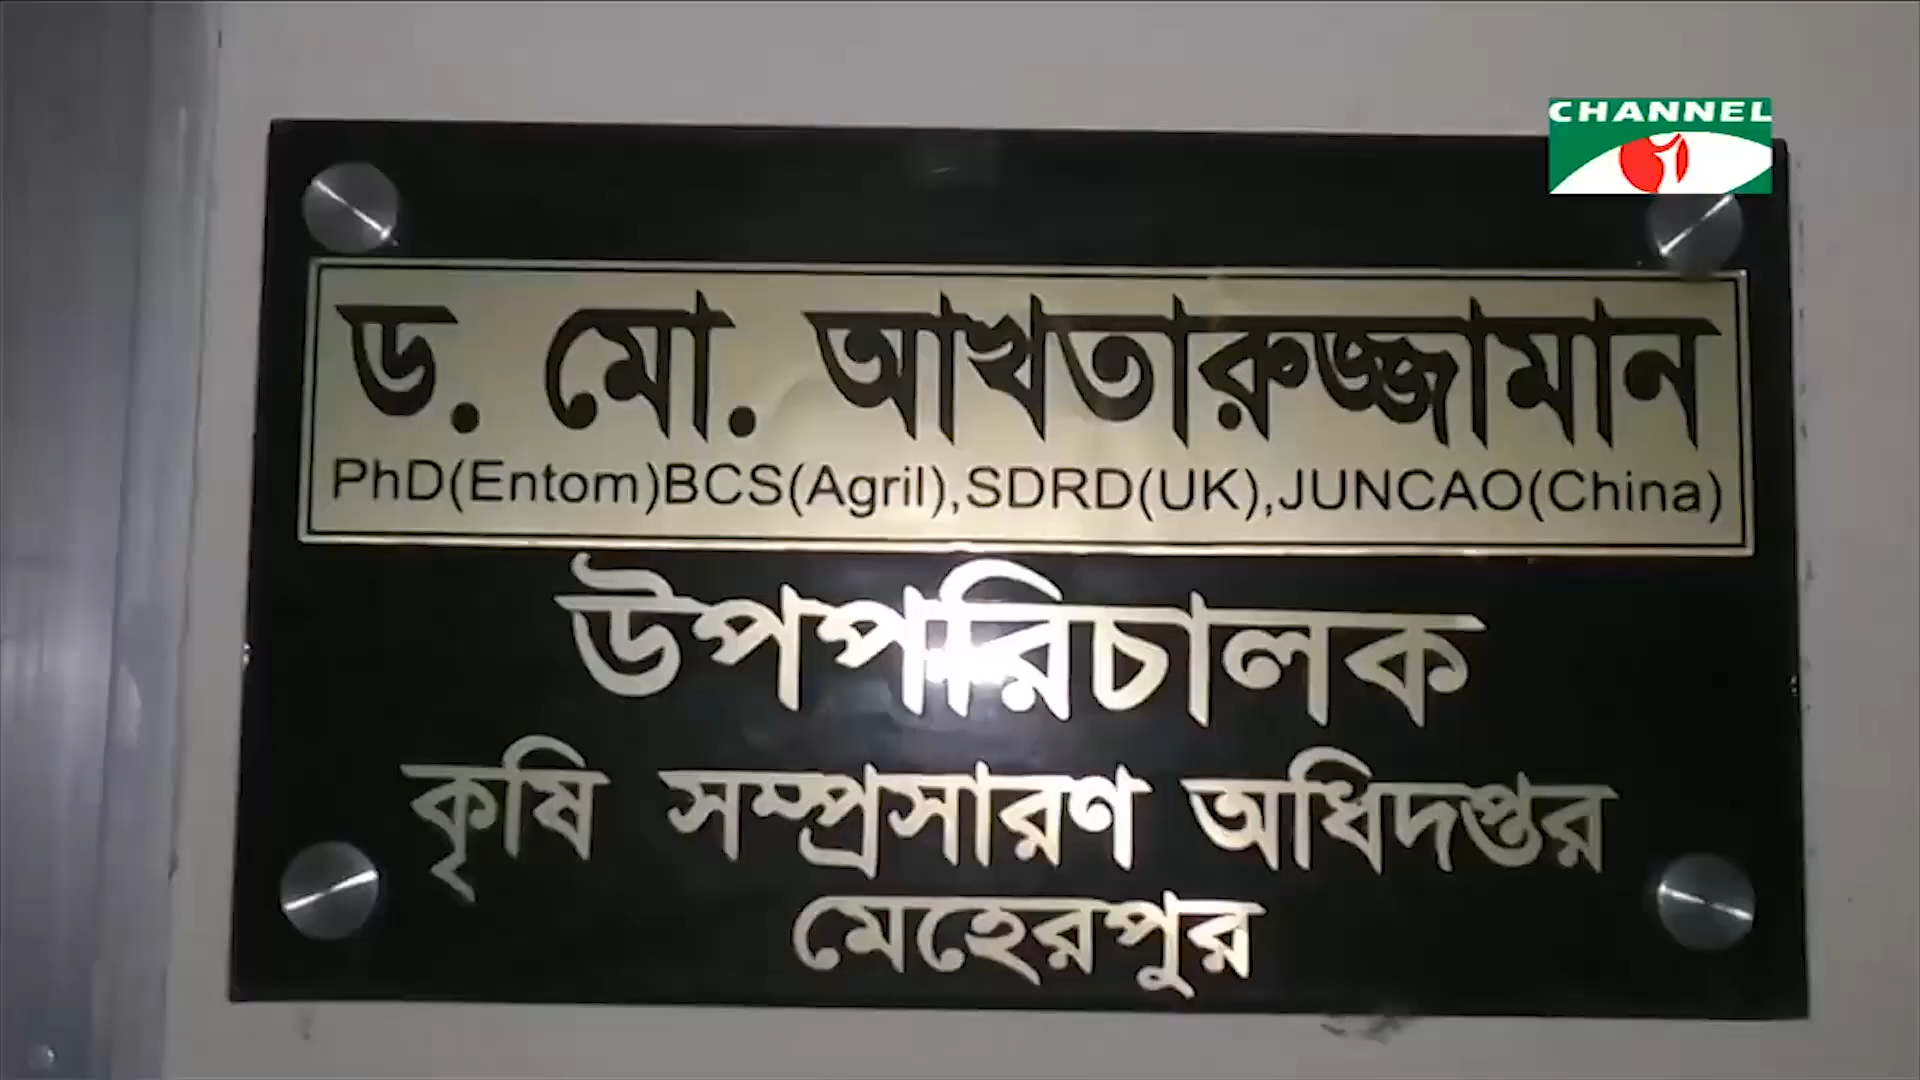 CHANNEL
ড. মো. আখতারুজ্জামান
PhD(Entom)BCS(Agril),SDRD(UK),JUNCAO(China)
উপপরিচালক
কৃষি সম্প্রসারণ অধিদপ্তর
মেহেরপুর